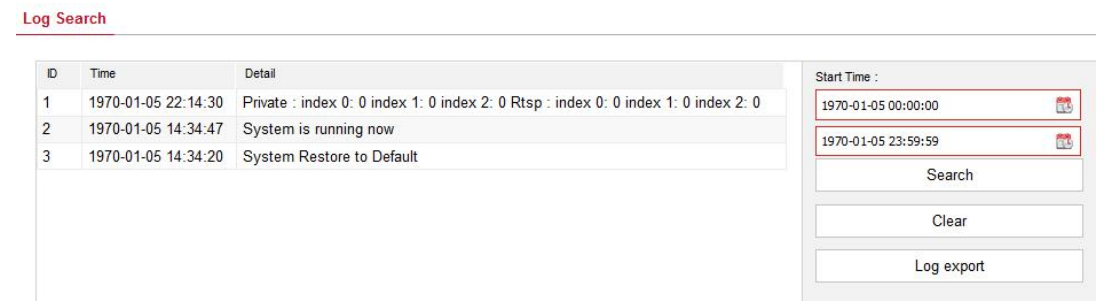 Log Search
ID Time Detail
1 1970-01-05 22:14:30 Private : index 0: 0 index 1: 0 index 2: 0 Rtsp : index 0: 0 index 1: 0 index 2: 0
2 1970-01-05 14:34:47 System is running now
3 1970-01-05 14:34:20 System Restore to Default
Start Time :
1970-01-05 00:00:00
1970-01-05 23:59:59
Search
Clear
Log export